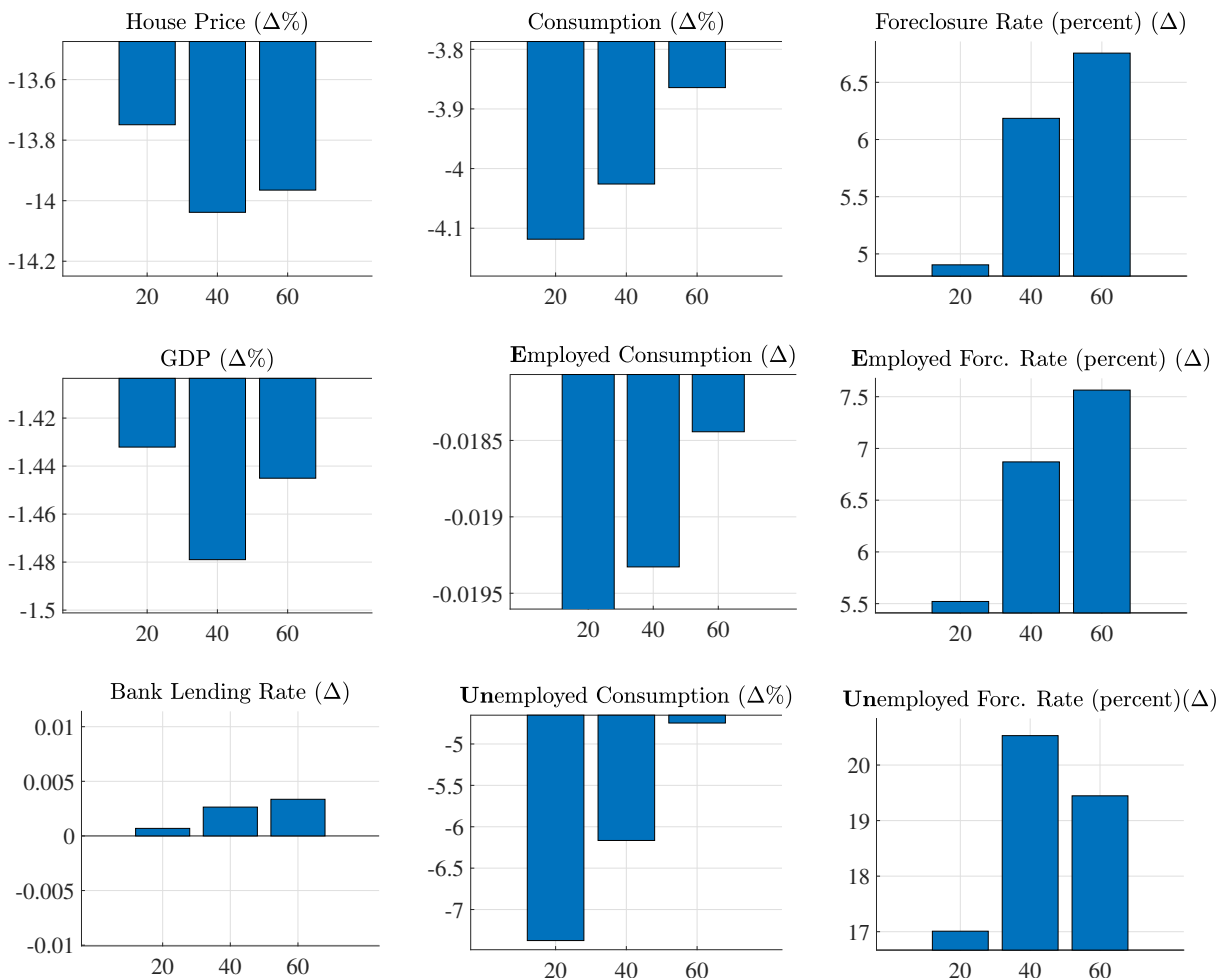 House Price (Δ%)
-13.6
-13.8
-14
-14.2
20 40 60
Consumption (Δ%)
-3.8
-3.9
-4
-4.1
20 40 60
Foreclosure Rate (percent) (Δ)
6.5
6
5.5
5
20 40 60
GDP (Δ%)
-1.42
-1.44
-1.46
-1.48
-1.5
20 40 60
Employed Consumption (Δ)
-0.0185
-0.019
-0.0195
20 40 60
Employed Forc. Rate (percent) (Δ)
7.5
7
6.5
6
5.5
20 40 60
Bank Lending Rate (Δ)
0.01
0.005
0
-0.005
-0.01
20 40 60
Unemployed Consumption (Δ%)
-5
-5.5
-6
-6.5
-7
20 40 60
Unemployed Forc. Rate (percent)(Δ)
20
19
18
17
20 40 60